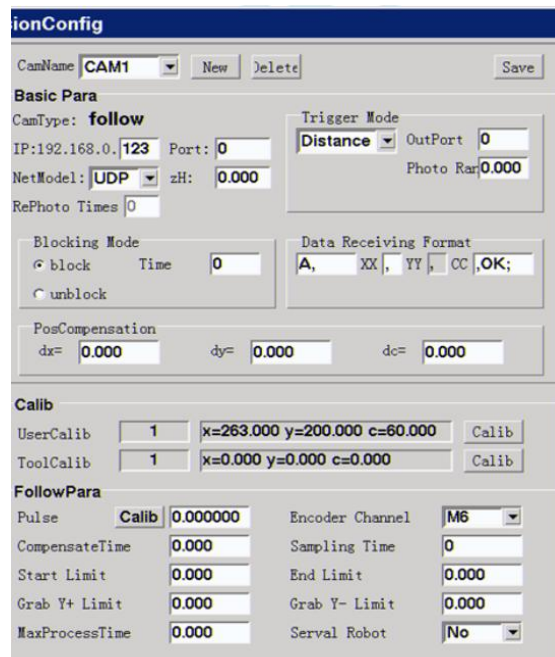 ionConfig
CamName CAM1 New Delete Save
Basic Para
CamType: follow
IP:192.168.0. 123 Port: 0
NetModel: UDP zH: 0.000
RePhoto Times 0
Trigger Mode
Distance OutPort 0
Photo Ran 0.000
Blocking Mode
block Time 0
unblock
Data Receiving Format
A, XX , YY , CC ,OK;
PosCompensation
dx= 0.000 dy= 0.000 dc= 0.000
Calib
UserCalib 1 x=263.000 y=200.000 c=60.000 Calib
ToolCalib 1 x=0.000 y=0.000 c=0.000 Calib
FollowPara
Pulse Calib 0.000000 Encoder Channel M6
CompensateTime 0.000 Sampling Time 0
Start Limit 0.000 End Limit 0.000
Grab Y+ Limit 0.000 Grab Y- Limit 0.000
MaxProcessTime 0.000 Serval Robot No